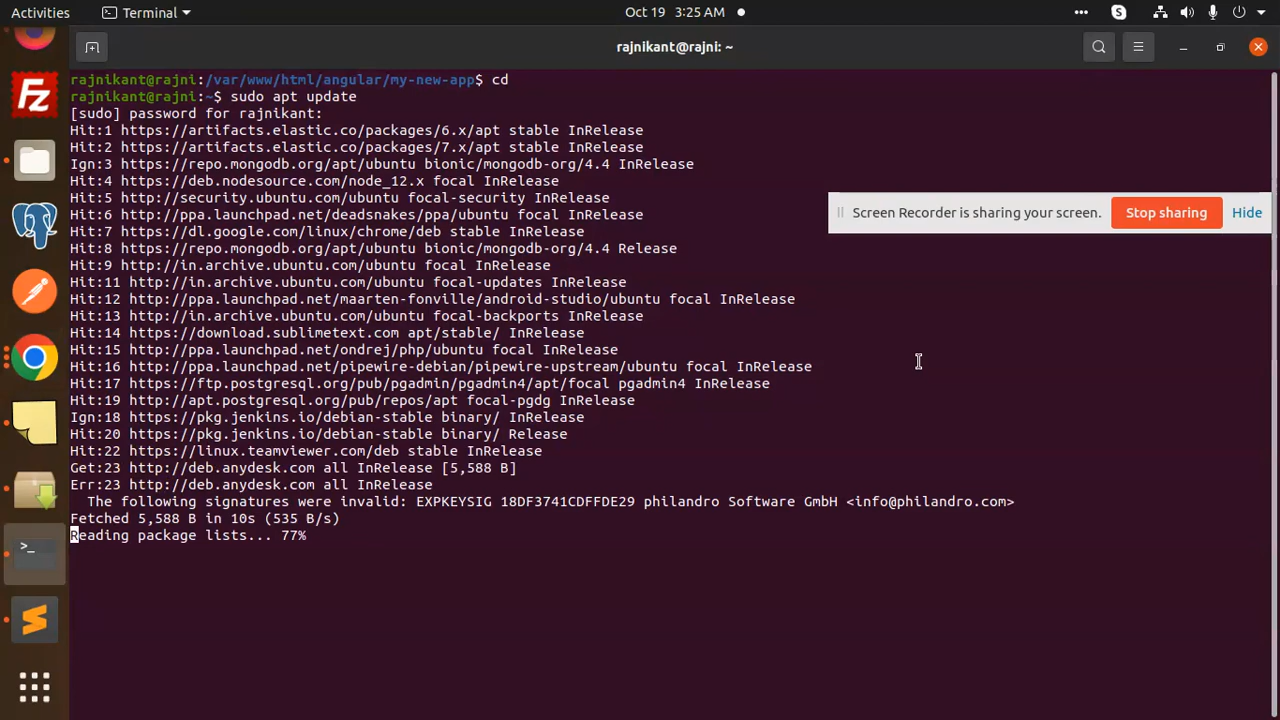 Activities Terminal Oct 19 3:25 AM
rajnikant@rajni: ~
rajnikant@rajni:/var/www/html/angular/my-new-app$ cd
rajnikant@rajni:~$ sudo apt update
[sudo] password for rajnikant:
Hit:1 https://artifacts.elastic.co/packages/6.x/apt stable InRelease
Hit:2 https://artifacts.elastic.co/packages/7.x/apt stable InRelease
Ign:3 https://repo.mongodb.org/apt/ubuntu bionic/mongodb-org/4.4 InRelease
Hit:4 https://deb.nodesource.com/node_12.x focal InRelease
Hit:5 http://security.ubuntu.com/ubuntu focal-security InRelease
Hit:6 http://ppa.launchpad.net/deadsnakes/ppa/ubuntu focal InRelease
Screen Recorder is sharing your screen. Stop sharing Hide
Hit:7 https://dl.google.com/linux/chrome/deb stable InRelease
Hit:8 https://repo.mongodb.org/apt/ubuntu bionic/mongodb-org/4.4 Release
Hit:9 http://in.archive.ubuntu.com/ubuntu focal InRelease
Hit:11 http://in.archive.ubuntu.com/ubuntu focal-updates InRelease
Hit:12 http://ppa.launchpad.net/maarten-fonville/android-studio/ubuntu focal InRelease
Hit:13 http://in.archive.ubuntu.com/ubuntu focal-backports InRelease
Hit:14 https://download.sublimetext.com apt/stable/ InRelease
Hit:15 http://ppa.launchpad.net/ondrej/php/ubuntu focal InRelease
Hit:16 http://ppa.launchpad.net/pipewire-debian/pipewire-upstream/ubuntu focal InRelease
Hit:17 https://ftp.postgresql.org/pub/pgadmin/pgadmin4/apt/focal pgadmin4 InRelease
Hit:19 http://apt.postgresql.org/pub/repos/apt focal-pgdg InRelease
Ign:18 https://pkg.jenkins.io/debian-stable binary/ InRelease
Hit:20 https://pkg.jenkins.io/debian-stable binary/ Release
Hit:22 https://linux.teamviewer.com/deb stable InRelease
Get:23 http://deb.anydesk.com all InRelease [5,588 B]
Err:23 http://deb.anydesk.com all InRelease
The following signatures were invalid: EXPKEYSIG 18DF3741CDFFDE29 philandro Software GmbH <info@philandro.com>
Fetched 5,588 B in 10s (535 B/s)
Reading package lists... 77%